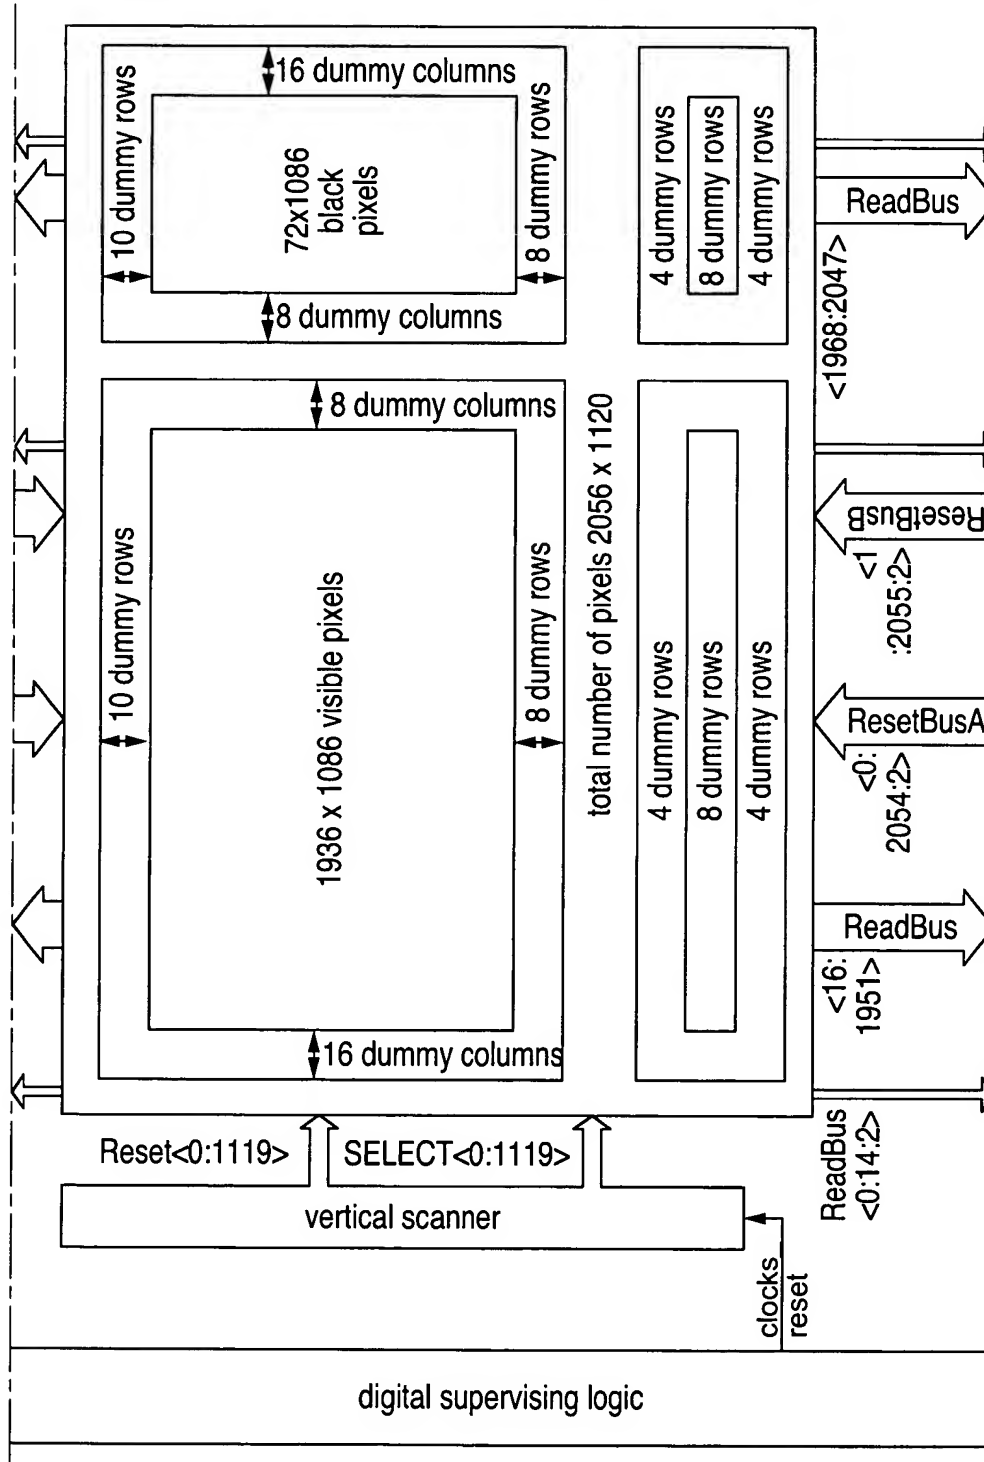 16 dummy columns
10 dummy rows
72x1086
black
pixels
8 dummy rows
8 dummy columns
4 dummy rows
8 dummy rows
4 dummy rows
ReadBus
<1968:2047>
8 dummy columns
10 dummy rows
1936 x 1086 visible pixels
8 dummy rows
16 dummy columns
total number of pixels 2056 x 1120
4 dummy rows
8 dummy rows
4 dummy rows
ResetBusB
<1
:2055:2>
ResetBusA
<0:
2054:2>
ReadBus
<16:
1951>
ReadBus
<0:14:2>
Reset<0:1119>
SELECT<0:1119>
vertical scanner
clocks
reset
digital supervising logic